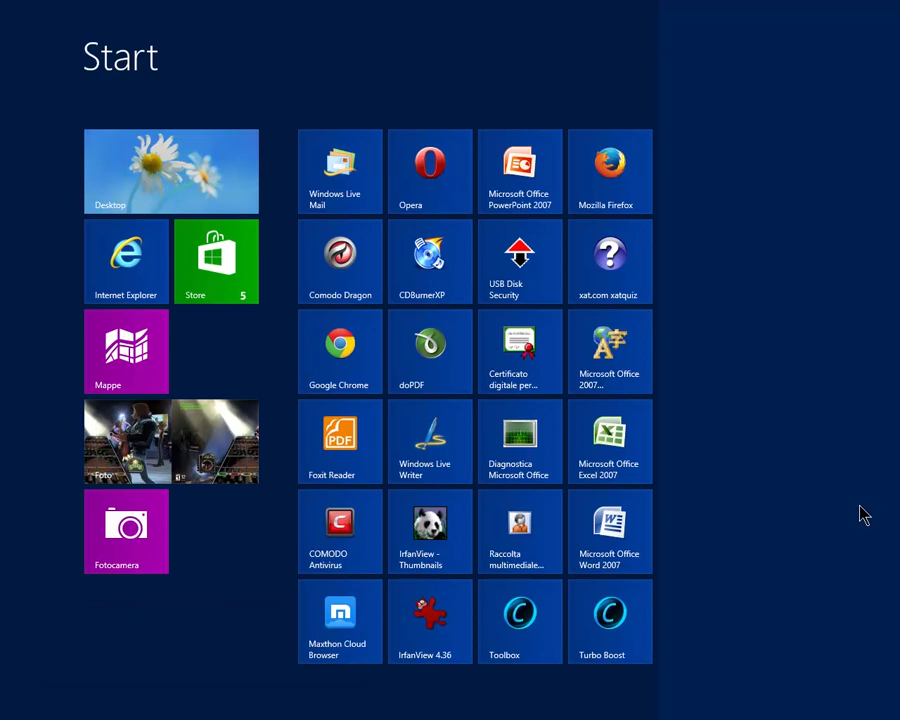 Start
Desktop
Internet Explorer
Store
5
Mappe
Foto
Fotocamera
Windows Live
Mail
Opera
Microsoft Office
PowerPoint 2007
Mozilla Firefox
Comodo Dragon
CDBurnerXP
USB Disk
Security
xat.com xatquiz
Google Chrome
doPDF
Certificato
digitale per...
Microsoft Office
2007...
PDF
Foxit Reader
Windows Live
Writer
Diagnostica
Microsoft Office
Microsoft Office
Excel 2007
COMODO
Antivirus
IrfanView -
Thumbnails
Raccolta
multimediale...
Microsoft Office
Word 2007
Maxthon Cloud
Browser
IrfanView 4.36
Toolbox
Turbo Boost